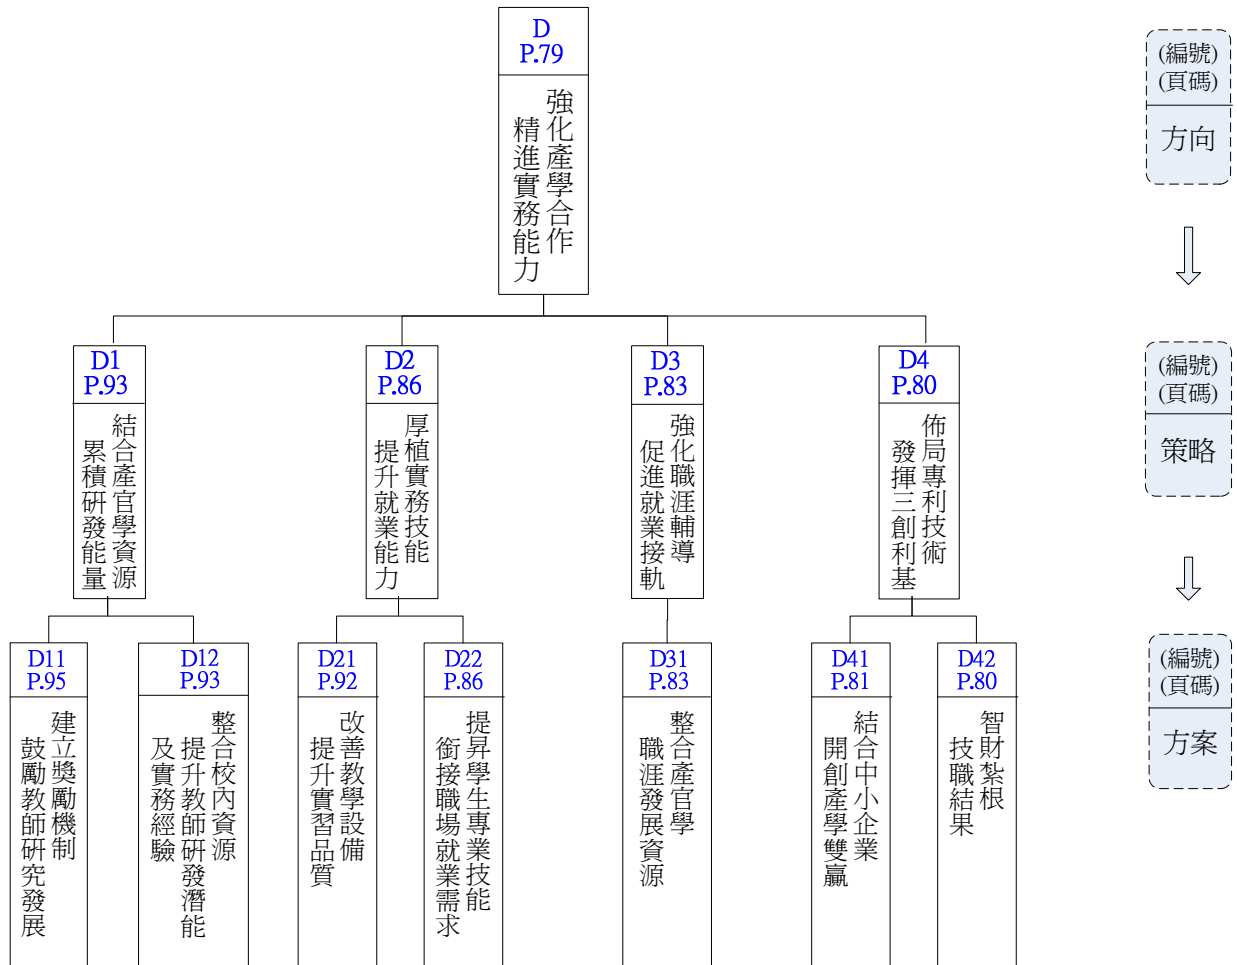 D
P.79
強化產學合作
精進實務能力
(編號)
(頁碼)
方向
D1
P.93
結合產官學資源
累積研發能量
D2
P.86
厚植實務技能
提升就業能力
D3
P.83
強化職涯輔導
促進就業接軌
D4
P.80
佈局專利技術
發揮三創利基
(編號)
(頁碼)
策略
D11
P.95
建立獎勵機制
鼓勵教師研究發展
D12
P.93
整合校內資源
提升教師研發潛能
及實務經驗
D21
P.92
改善教學設備
提升實習品質
D22
P.86
提昇學生專業技能
銜接職場就業需求
D31
P.83
整合產官學
職涯發展資源
D41
P.81
結合中小企業
開創產學雙贏
D42
P.80
智財紮根
技職結果
(編號)
(頁碼)
方案